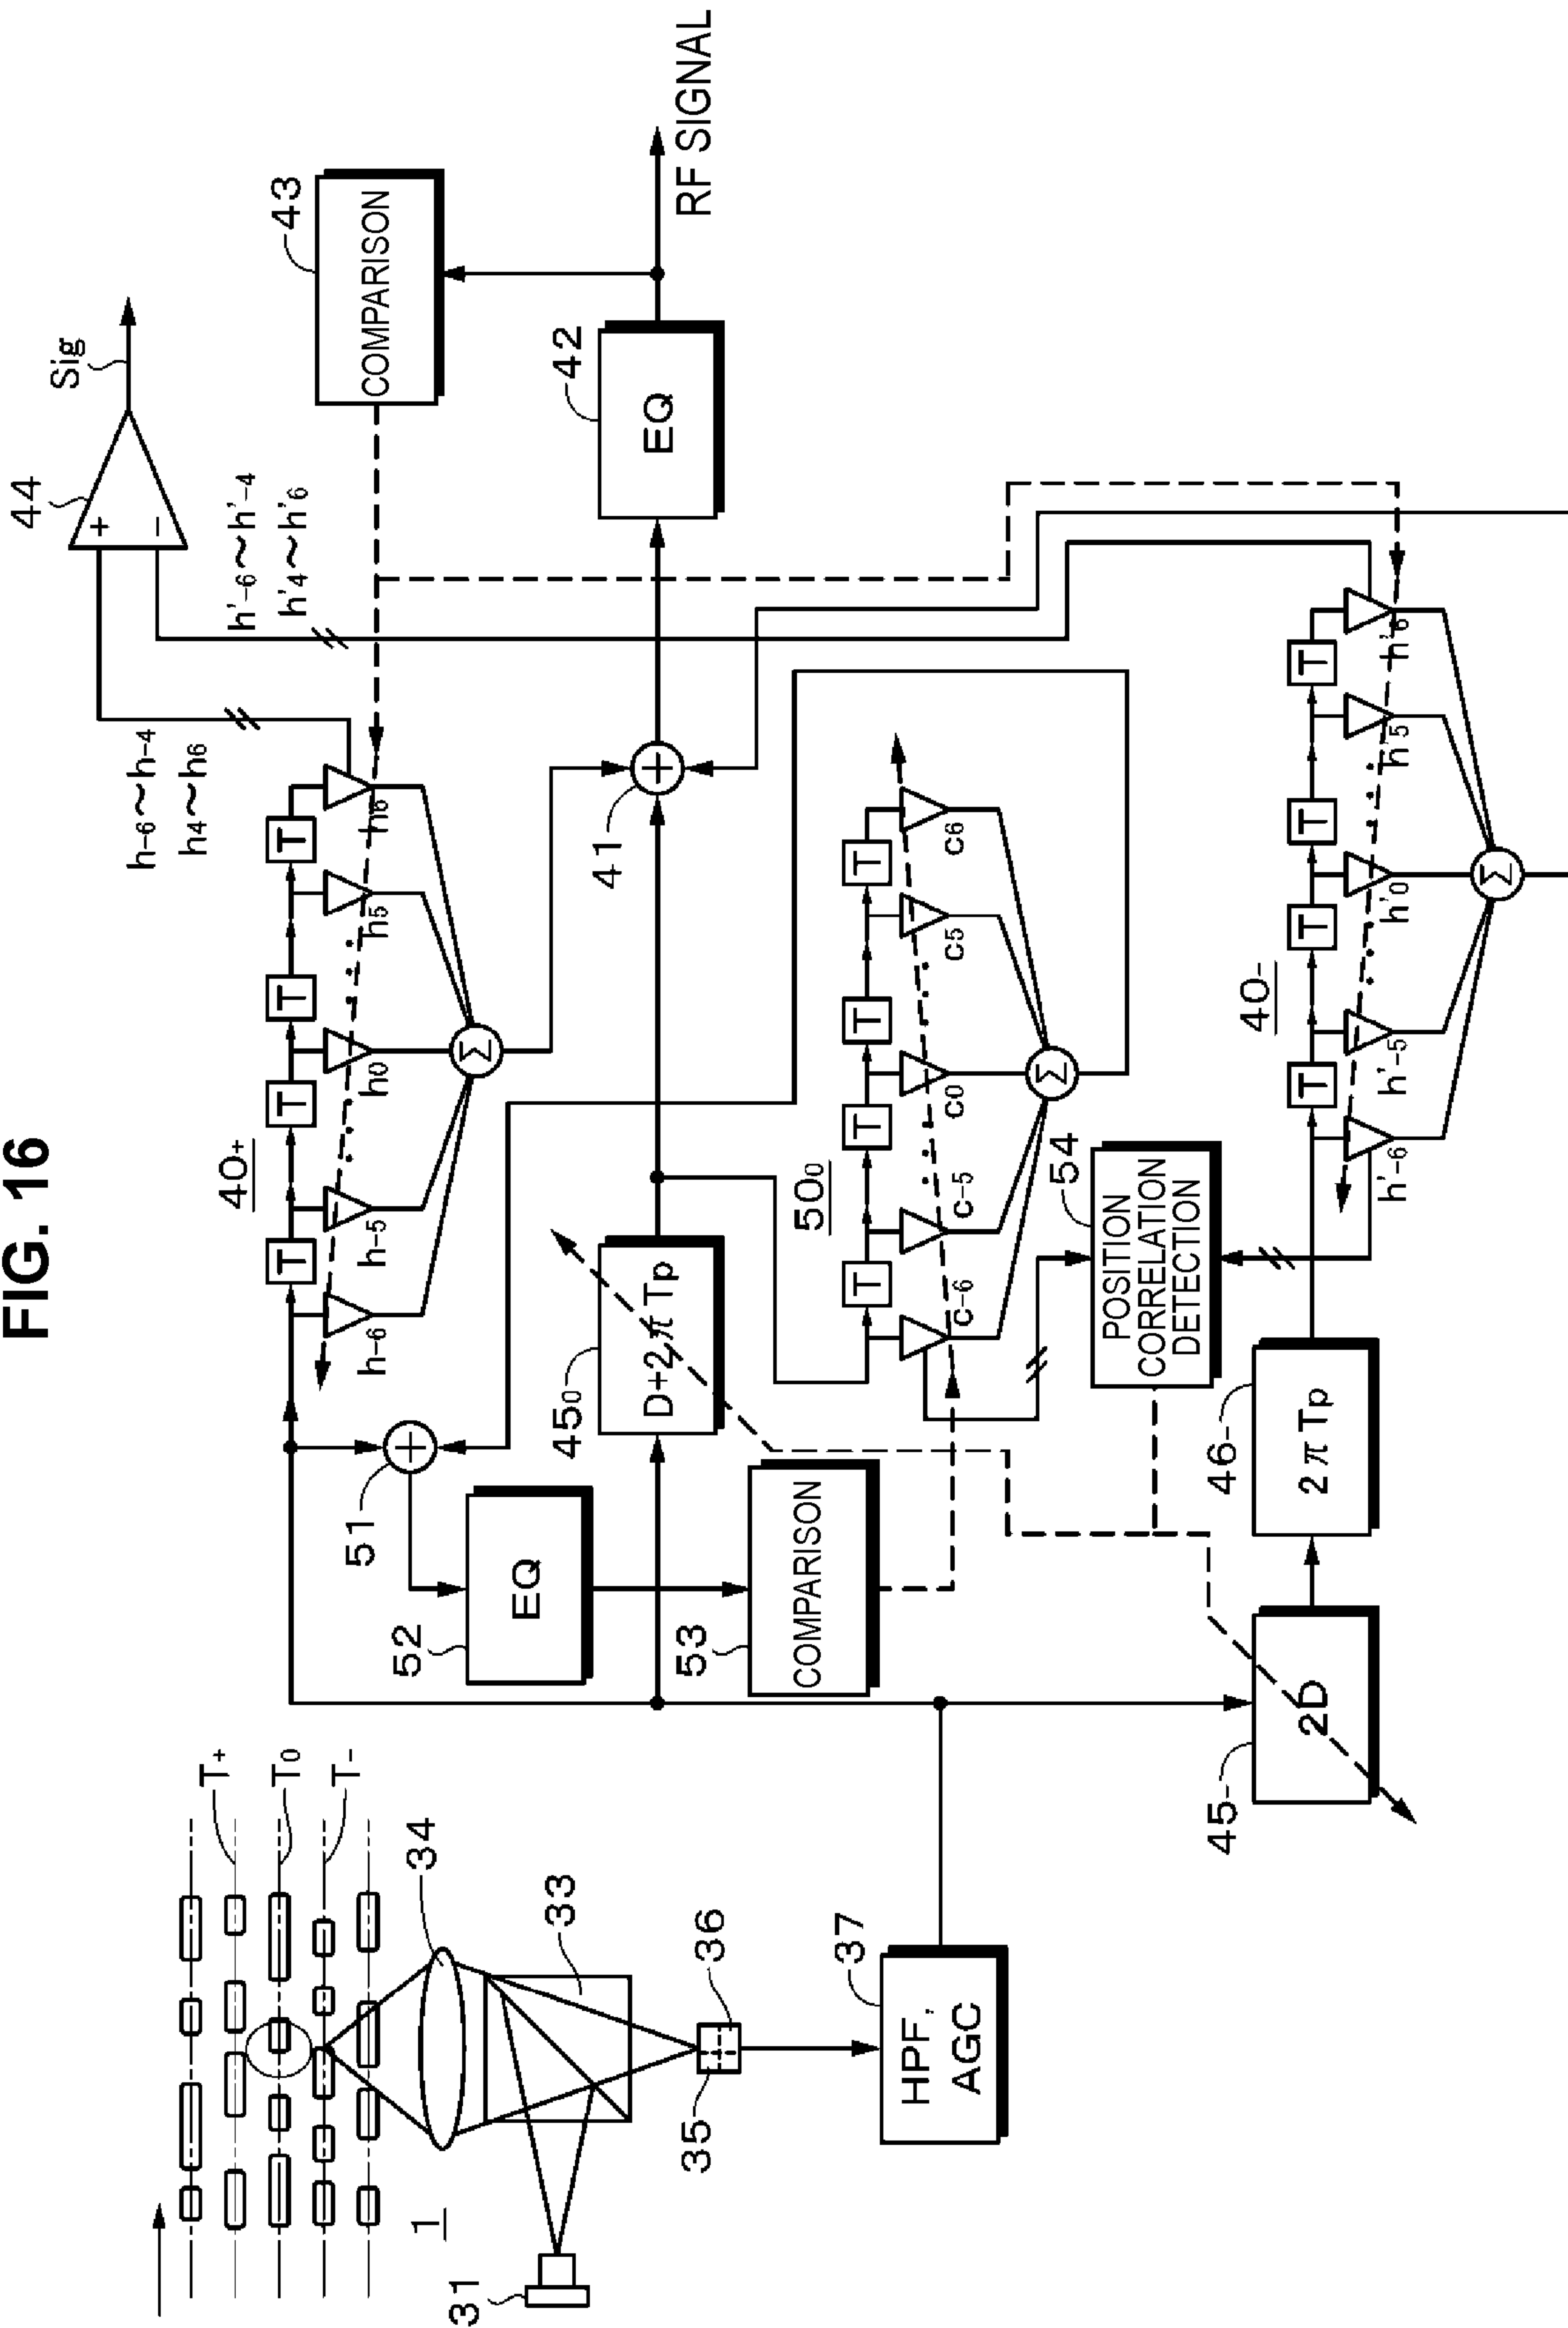 FIG. 16
T+
T0
T-
1
34
33
31
35
36
37
HPF,
AGC
40+
T
T
T
T
h-6
h-5
h0
h5
h6
Σ
h-6~h-4
h4~h6
44
+
−
Sig
h'-6~h'-4
h'4~h'6
43
COMPARISON
51
+
52
EQ
53
COMPARISON
450
D+2πTp
41
+
42
EQ
RF SIGNAL
500
T
T
T
T
c-6
c-5
c0
c5
c6
Σ
54
POSITION
CORRELATION
DETECTION
45-
2D
46-
2πTp
40-
T
T
T
T
h'-6
h'-5
h'0
h'5
h'6
Σ